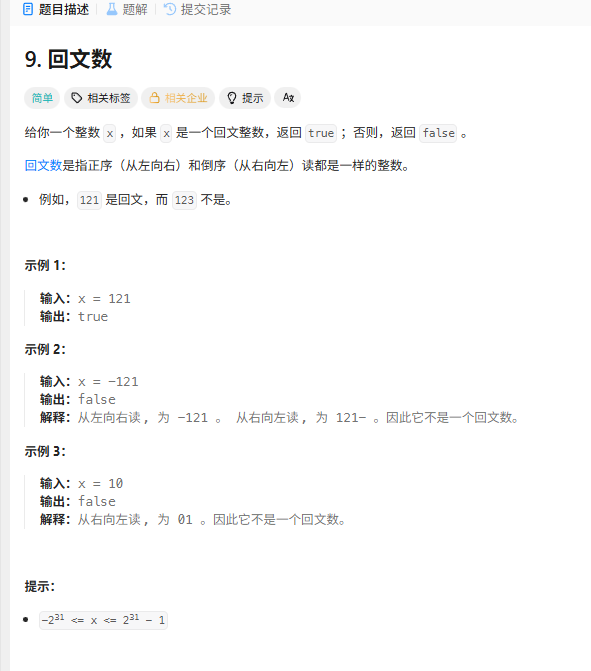 题目描述 题解 提交记录
9. 回文数
简单 相关标签 相关企业 提示 Aあ
给你一个整数 x ，如果 x 是一个回文整数，返回 true ；否则，返回 false 。
回文数是指正序（从左向右）和倒序（从右向左）读都是一样的整数。
例如，121 是回文，而 123 不是。
示例 1：
输入：x = 121
输出：true
示例 2：
输入：x = -121
输出：false
解释：从左向右读, 为 -121 。 从右向左读, 为 121- 。因此它不是一个回文数。
示例 3：
输入：x = 10
输出：false
解释：从右向左读, 为 01 。因此它不是一个回文数。
提示：
-2³¹ <= x <= 2³¹ - 1